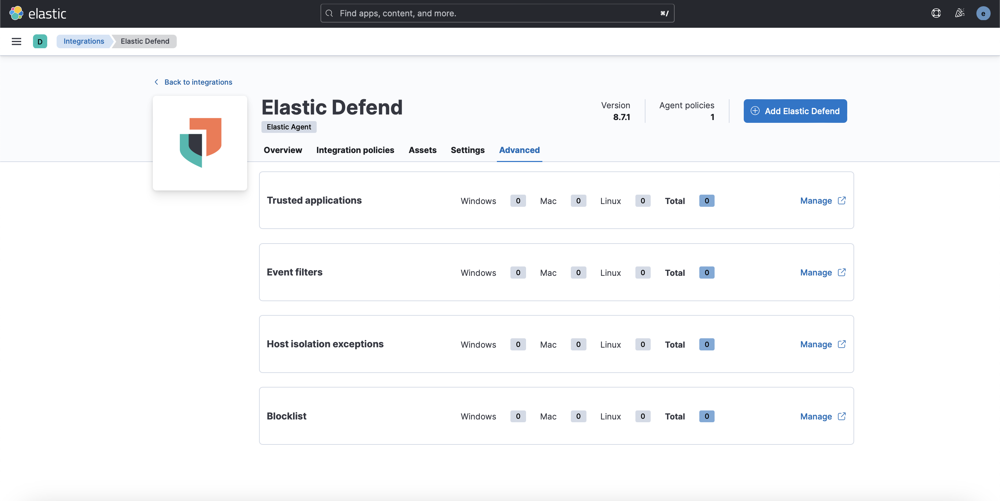 elastic
Find apps, content, and more. ⌘/
e
D Integrations Elastic Defend
Back to integrations
Elastic Defend
Elastic Agent
Version
8.7.1
Agent policies
1
Add Elastic Defend
Overview Integration policies Assets Settings Advanced
Trusted applications Windows 0 Mac 0 Linux 0 Total 0 Manage
Event filters Windows 0 Mac 0 Linux 0 Total 0 Manage
Host isolation exceptions Windows 0 Mac 0 Linux 0 Total 0 Manage
Blocklist Windows 0 Mac 0 Linux 0 Total 0 Manage